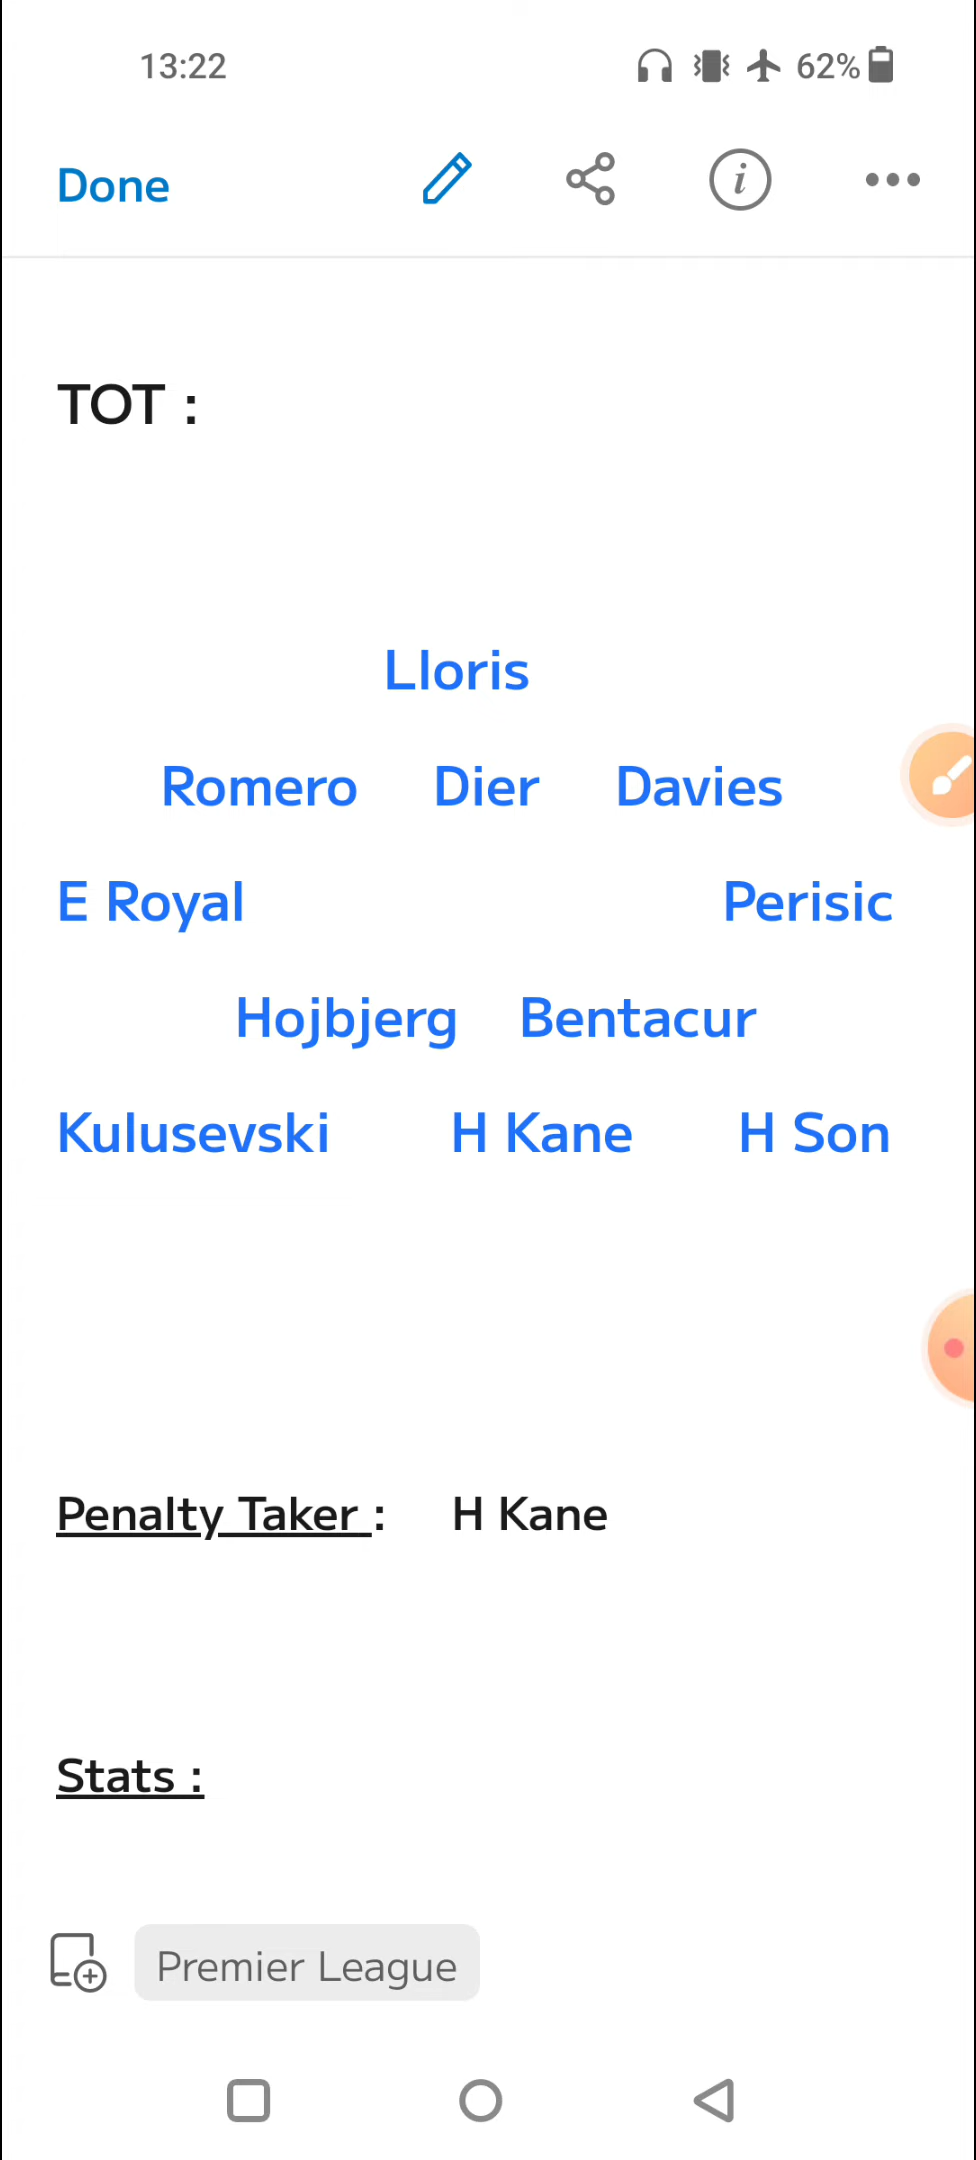 13:22 62%
Done
TOT :
Lloris
Romero Dier Davies
E Royal Perisic
Hojbjerg Bentacur
Kulusevski H Kane H Son
Penalty Taker : H Kane
Stats :
Premier League